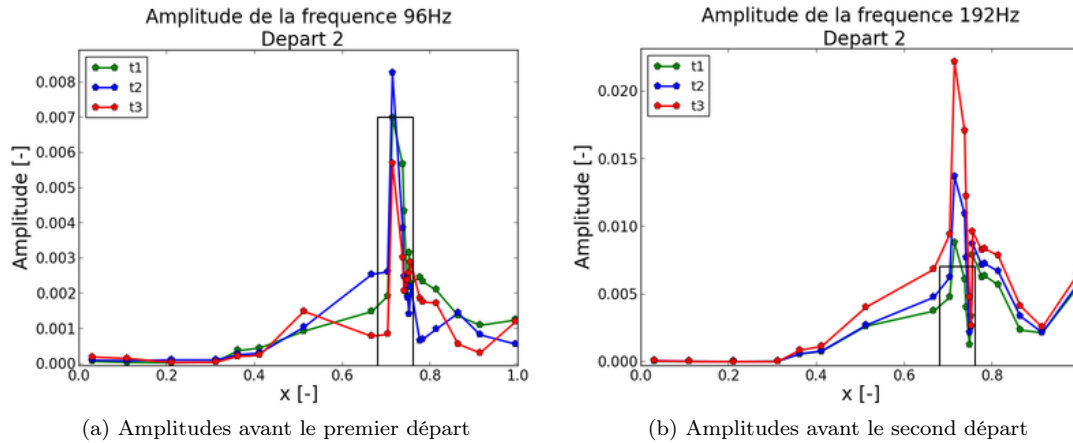 Amplitude de la frequence 96Hz
Depart 2
t1
t2
t3
Amplitude [-]
0.008
0.007
0.006
0.005
0.004
0.003
0.002
0.001
0.000
0.0 0.2 0.4 0.6 0.8 1.0
x [-]
(a) Amplitudes avant le premier départ
Amplitude de la frequence 192Hz
Depart 2
t1
t2
t3
Amplitude [-]
0.020
0.015
0.010
0.005
0.000
0.0 0.2 0.4 0.6 0.8
x [-]
(b) Amplitudes avant le second départ